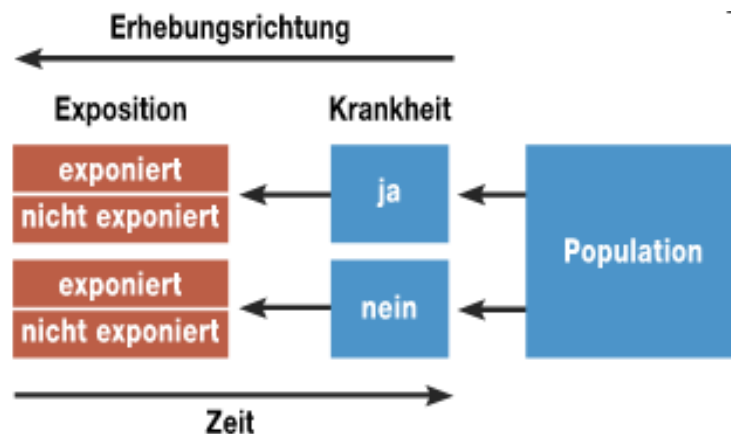 Erhebungsrichtung
Exposition
Krankheit
exponiert
nicht exponiert
ja
Population
exponiert
nicht exponiert
nein
Zeit